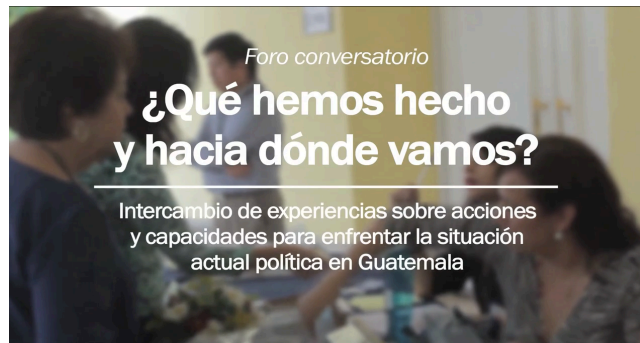 Foro conversatorio
¿Qué hemos hecho
y hacia dónde vamos?
Intercambio de experiencias sobre acciones
y capacidades para enfrentar la situación
actual política en Guatemala